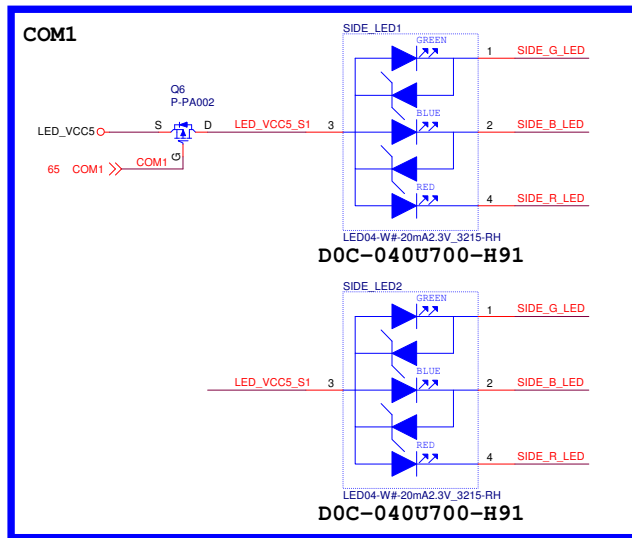 COM1
SIDE_LED1
GREEN
1 SIDE_G_LED
Q6
P-PA002
LED_VCC5
S
D
LED_VCC5_S1
3
BLUE
2 SIDE_B_LED
G
65 COM1
COM1
RED
4 SIDE_R_LED
LED04-W#-20mA2.3V_3215-RH
D0C-040U700-H91
SIDE_LED2
GREEN
1 SIDE_G_LED
LED_VCC5_S1
3
BLUE
2 SIDE_B_LED
RED
4 SIDE_R_LED
LED04-W#-20mA2.3V_3215-RH
D0C-040U700-H91